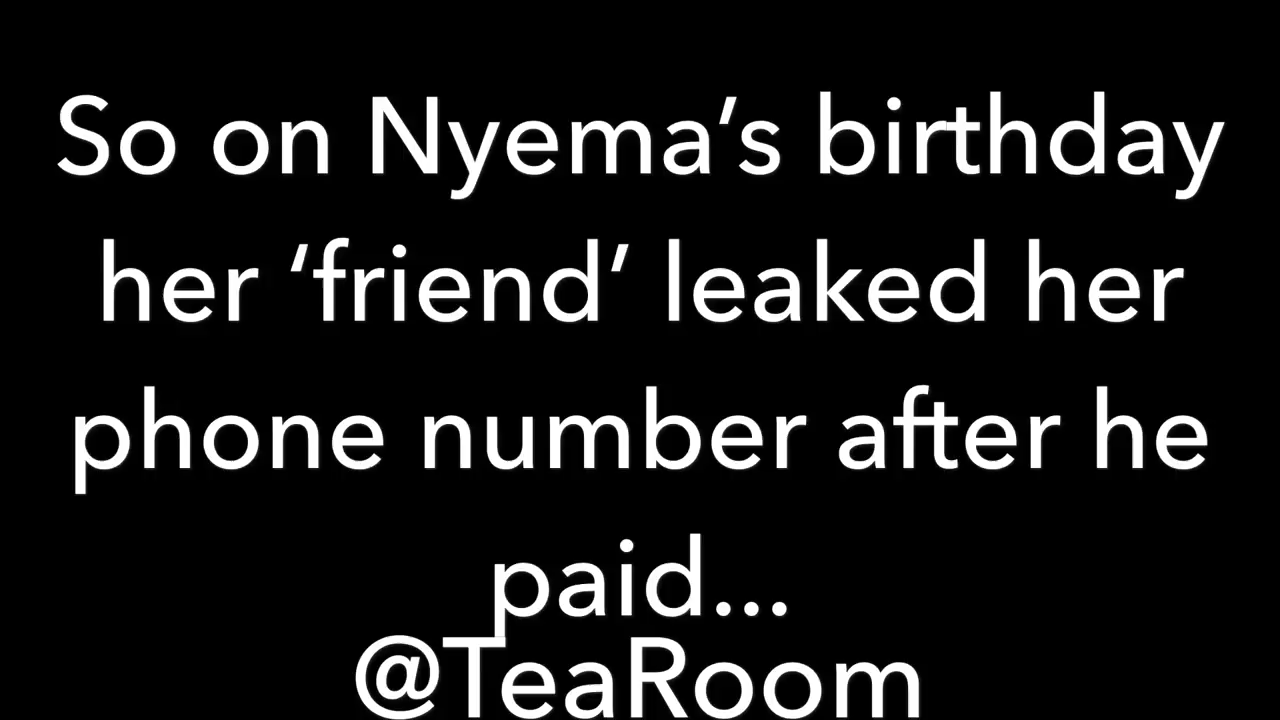 So on Nyema’s birthday
her ‘friend’ leaked her
phone number after he
paid...
@TeaRoom